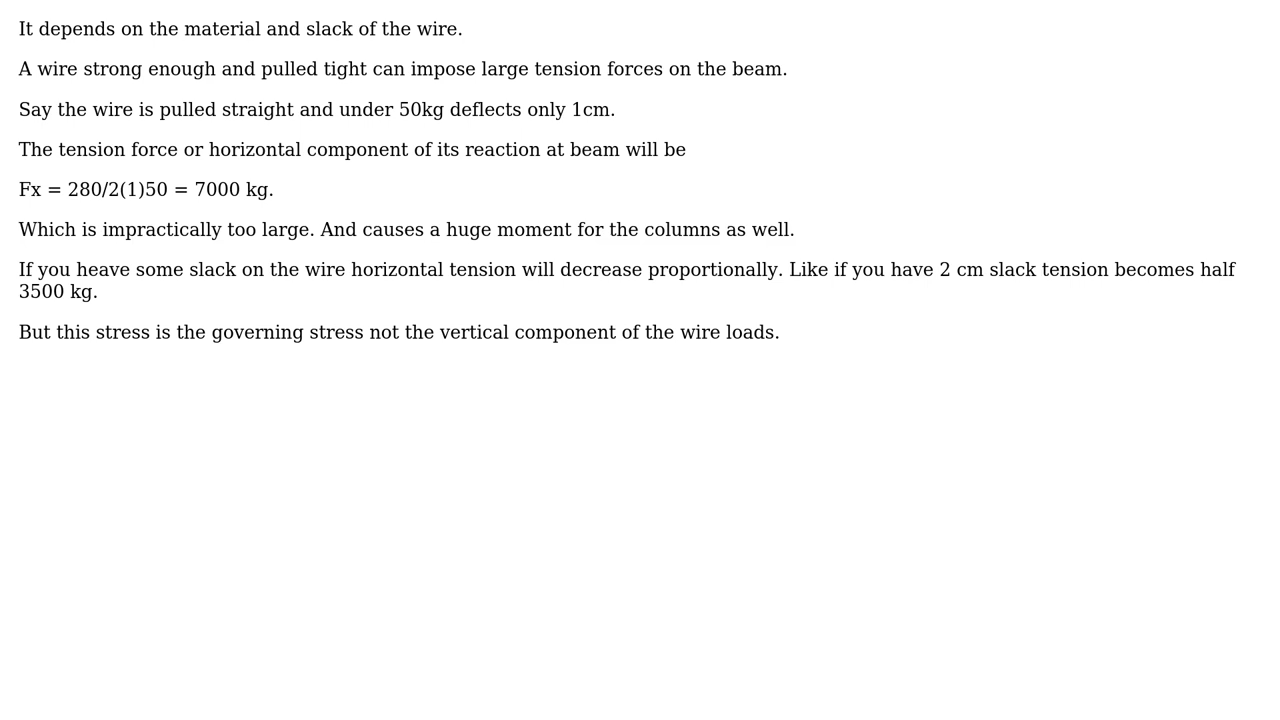 It depends on the material and slack of the wire.
A wire strong enough and pulled tight can impose large tension forces on the beam.
Say the wire is pulled straight and under 50kg deflects only 1cm.
The tension force or horizontal component of its reaction at beam will be
Fx = 280/2(1)50 = 7000 kg.
Which is impractically too large. And causes a huge moment for the columns as well.
If you heave some slack on the wire horizontal tension will decrease proportionally. Like if you have 2 cm slack tension becomes half
3500 kg.
But this stress is the governing stress not the vertical component of the wire loads.